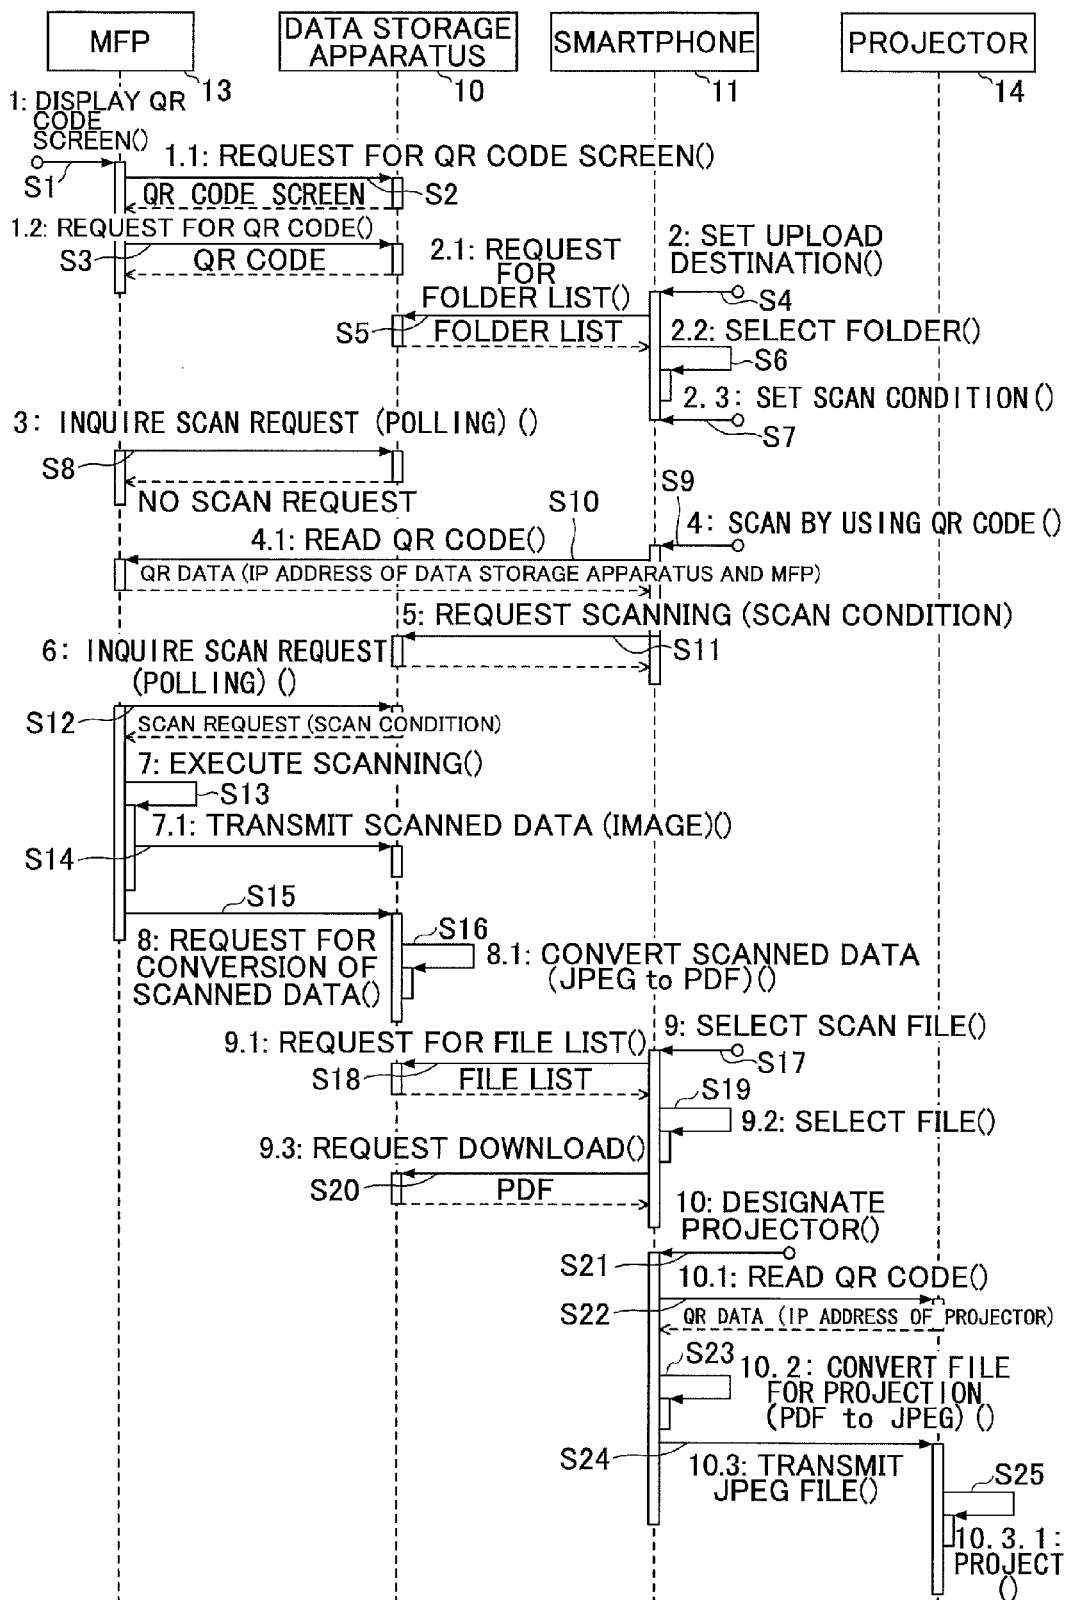 MFP
DATA STORAGE
APPARATUS
SMARTPHONE
PROJECTOR
13
10
11
14
1: DISPLAY QR
CODE
SCREEN()
S1
1.1: REQUEST FOR QR CODE SCREEN()
S2
QR CODE SCREEN
1.2: REQUEST FOR QR CODE()
S3
QR CODE
2: SET UPLOAD
DESTINATION()
S4
2.1: REQUEST
FOR
FOLDER LIST()
S5
FOLDER LIST
2.2: SELECT FOLDER()
S6
2.3: SET SCAN CONDITION()
S7
3: INQUIRE SCAN REQUEST (POLLING) ()
S8
NO SCAN REQUEST
S9
4: SCAN BY USING QR CODE()
S10
4.1: READ QR CODE()
QR DATA (IP ADDRESS OF DATA STORAGE APPARATUS AND MFP)
5: REQUEST SCANNING (SCAN CONDITION)
S11
6: INQUIRE SCAN REQUEST
(POLLING) ()
S12
SCAN REQUEST (SCAN CONDITION)
7: EXECUTE SCANNING()
S13
7.1: TRANSMIT SCANNED DATA (IMAGE)()
S14
S15
8: REQUEST FOR
CONVERSION OF
SCANNED DATA()
S16
8.1: CONVERT SCANNED DATA
(JPEG to PDF)()
9: SELECT SCAN FILE()
S17
9.1: REQUEST FOR FILE LIST()
S18
FILE LIST
S19
9.2: SELECT FILE()
9.3: REQUEST DOWNLOAD()
S20
PDF
10: DESIGNATE
PROJECTOR()
S21
10.1: READ QR CODE()
S22
QR DATA (IP ADDRESS OF PROJECTOR)
S23
10.2: CONVERT FILE
FOR PROJECTION
(PDF to JPEG) ()
S24
10.3: TRANSMIT
JPEG FILE()
S25
10.3.1:
PROJECT
()